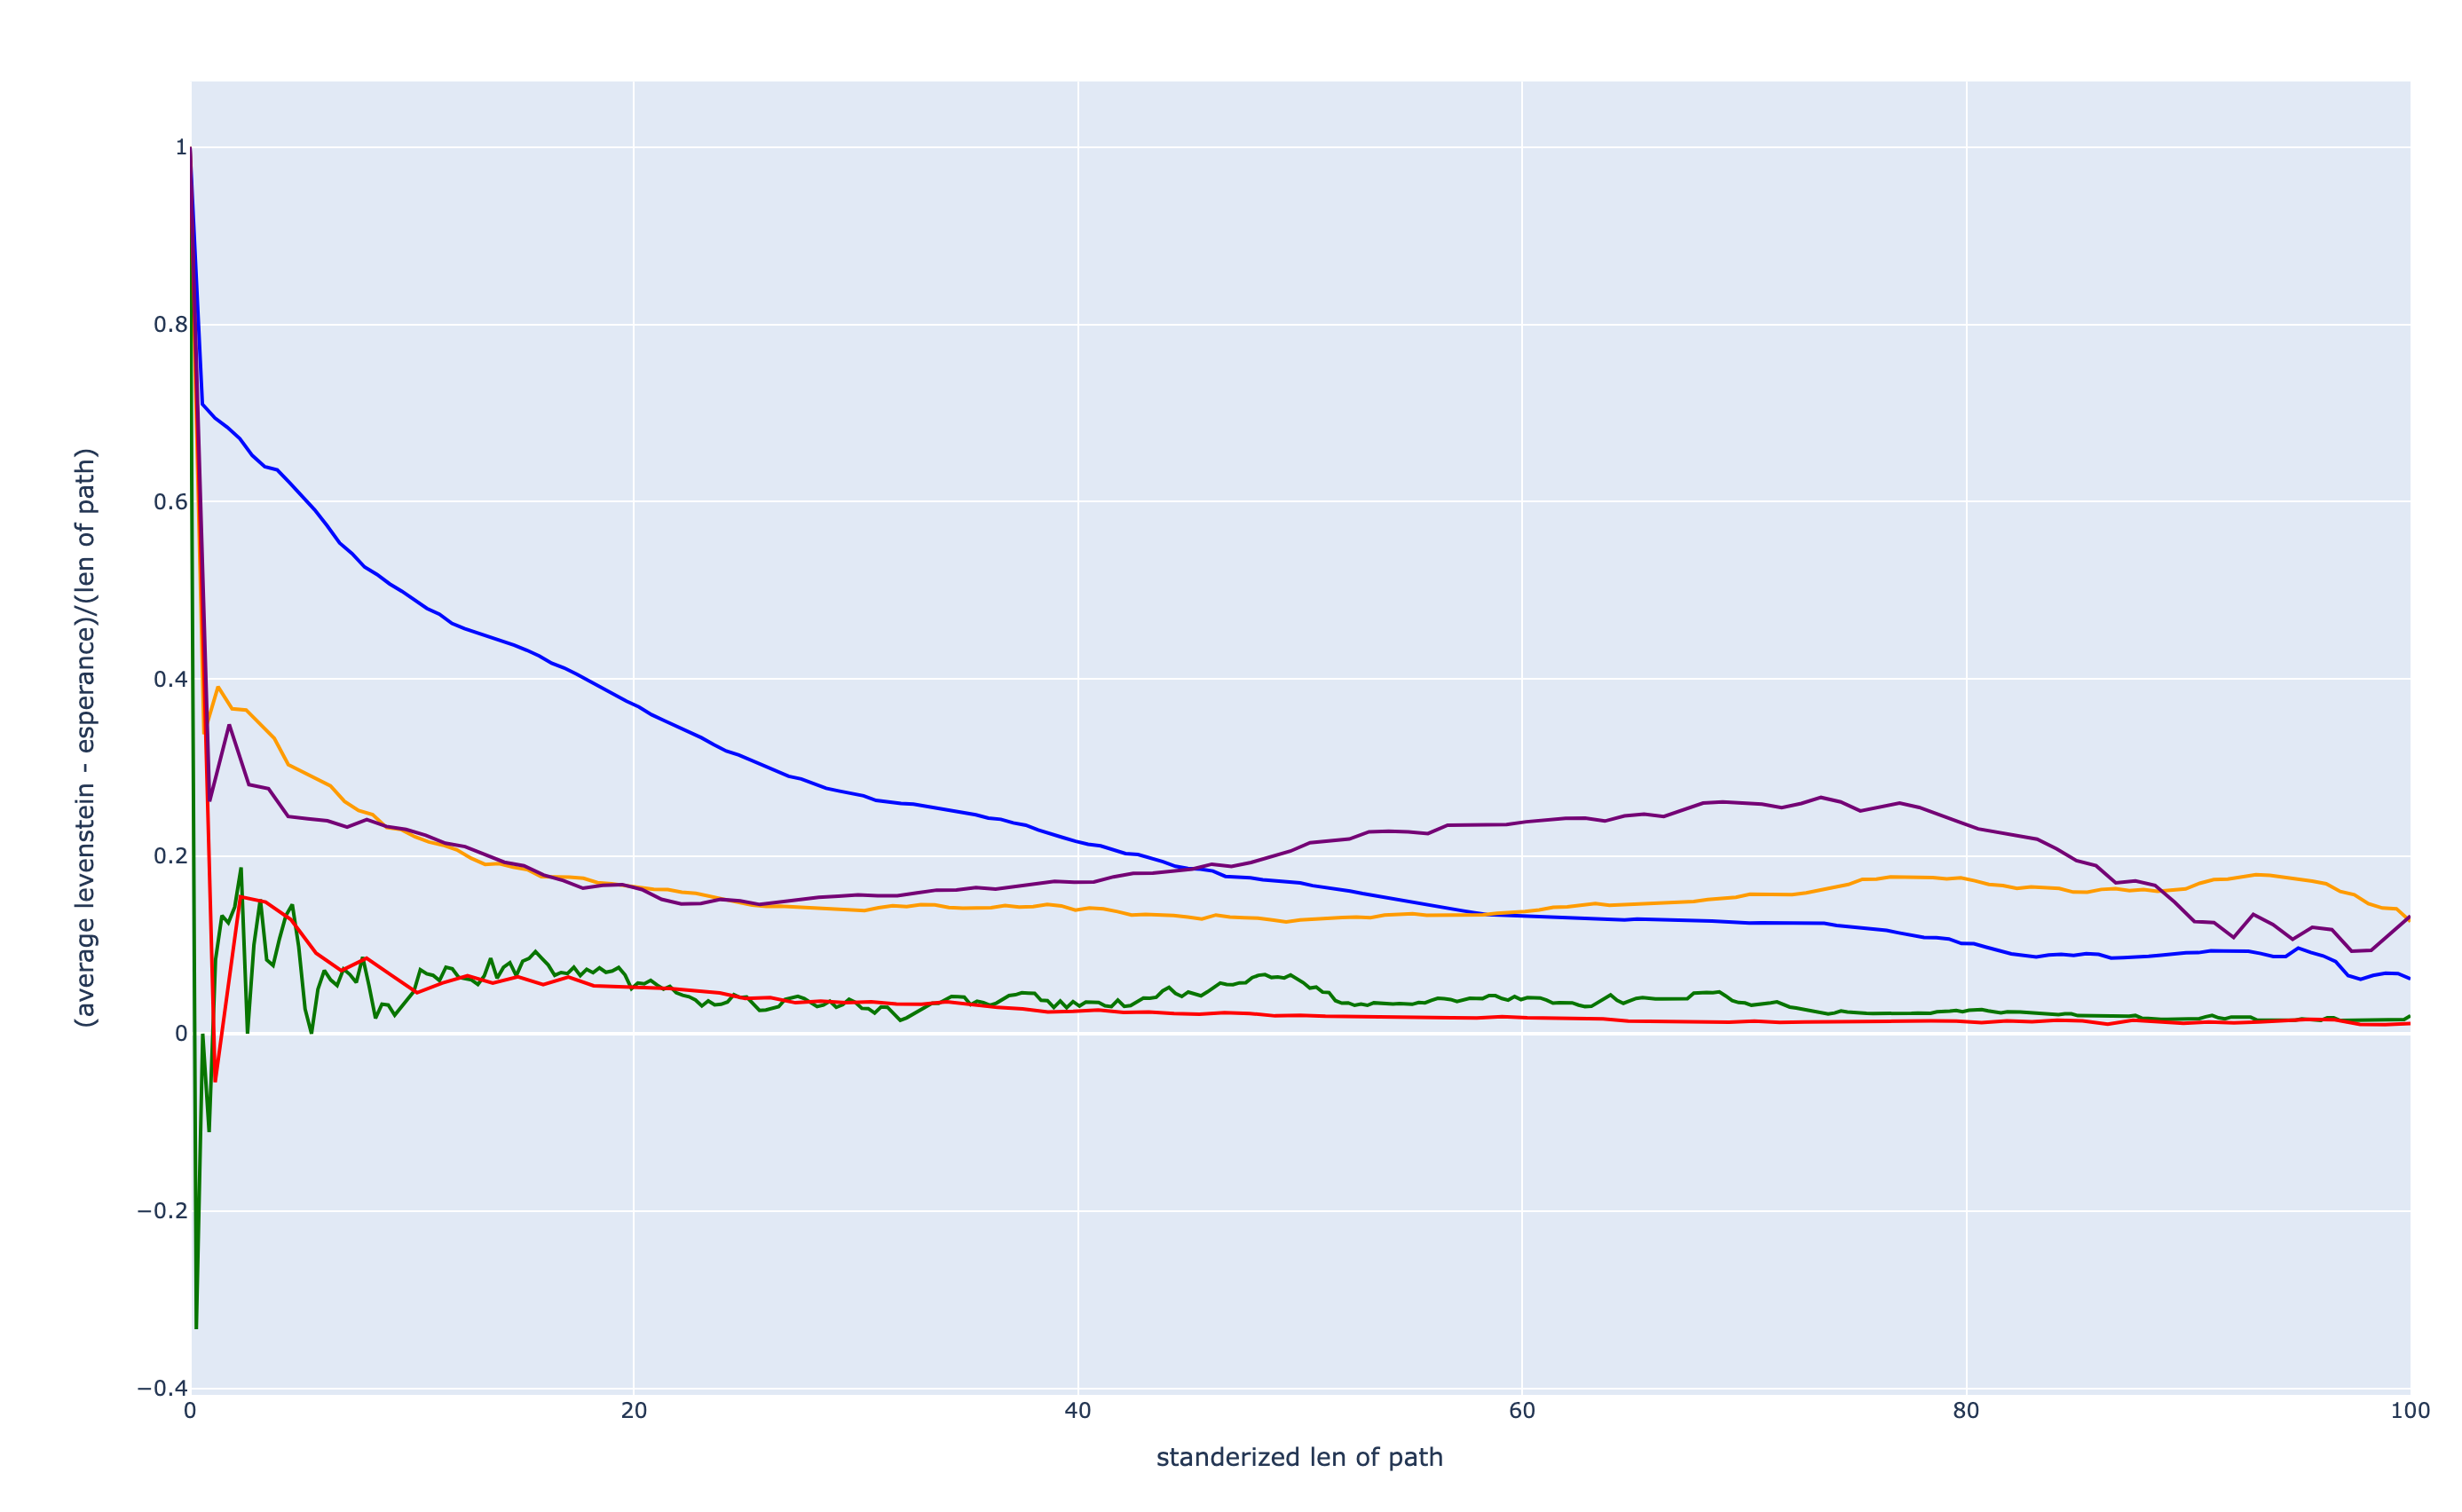 (average levenstein - esperance)/(len of path)
1
0.8
0.6
0.4
0.2
0
−0.2
−0.4
0 20 40 60 80 100
standerized len of path